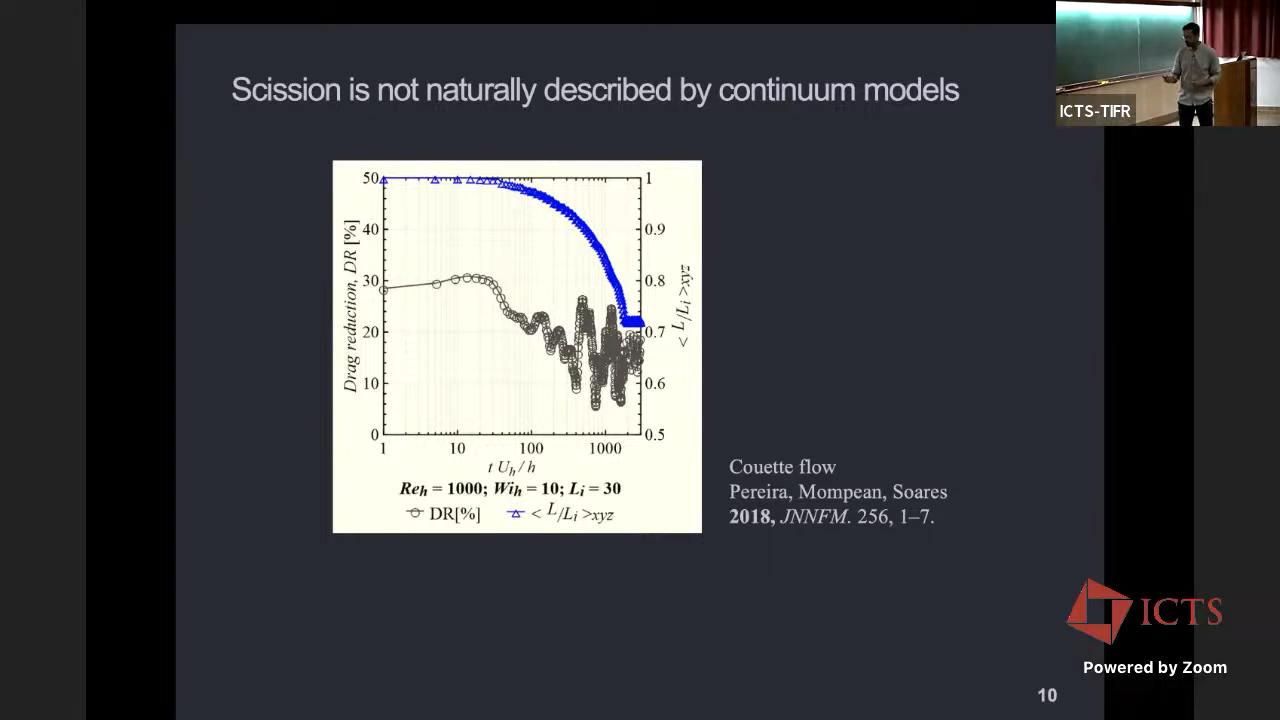 Scission is not naturally described by continuum models
ICTS-TIFR
50
40
30
20
10
0
Drag reduction, DR [%]
1
0.9
0.8
0.7
0.6
0.5
< L/Li >xyz
1 10 100 1000
t Uh / h
Reh = 1000; Wih = 10; Li = 30
DR[%] < L/Li >xyz
Couette flow
Pereira, Mompean, Soares
2018, JNNFM. 256, 1–7.
ICTS
Powered by Zoom
10